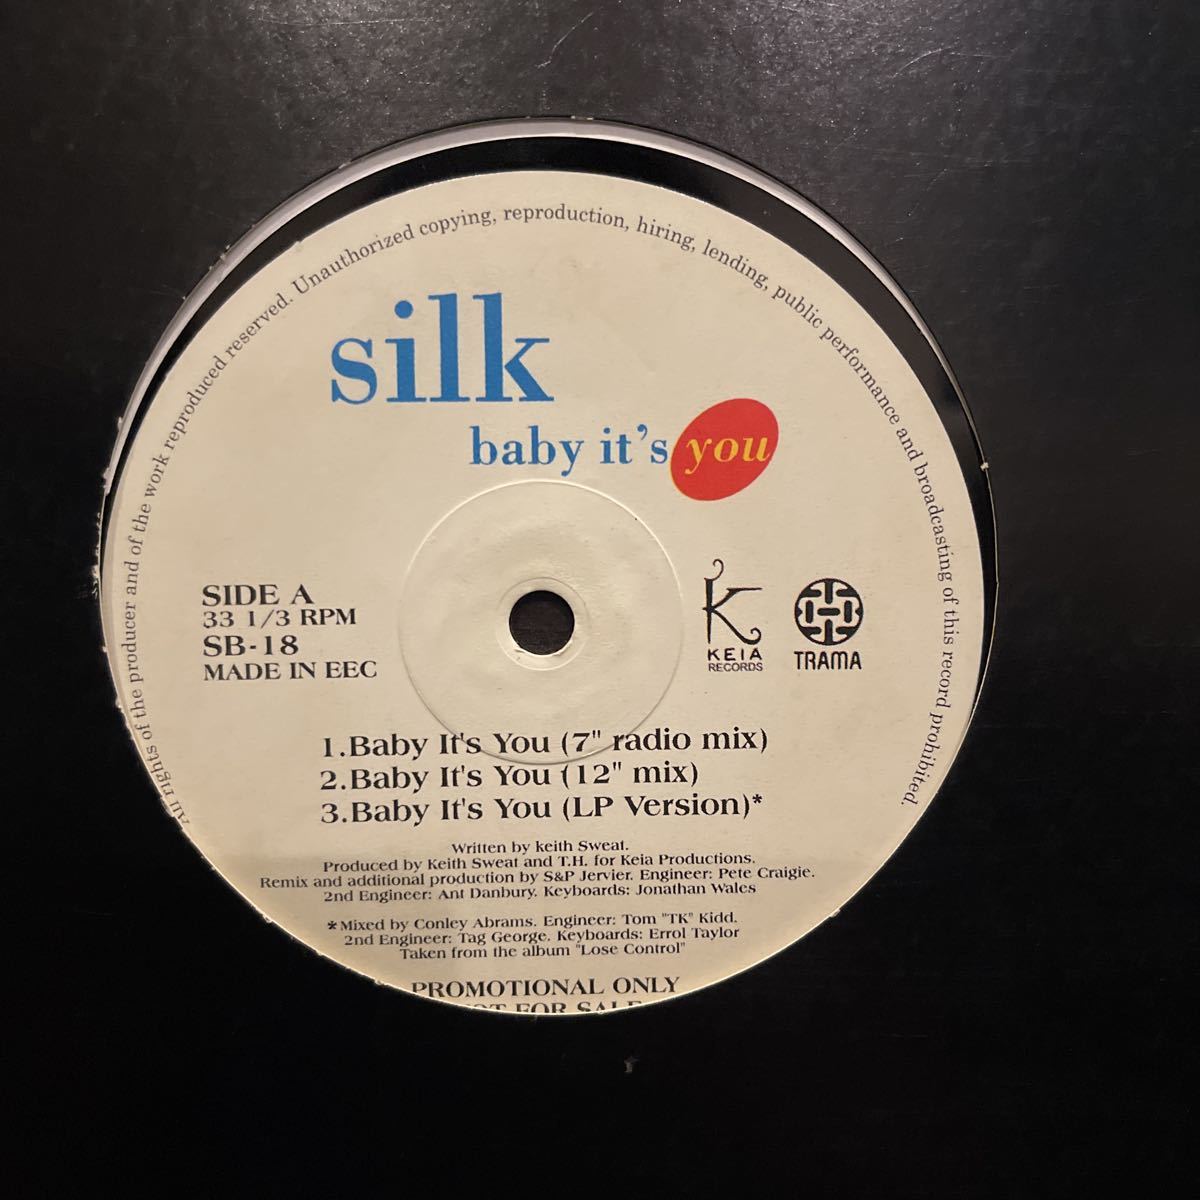 All rights of the producer and of the work reproduced reserved. Unauthorized copying, reproduction, hiring, lending, public performance and broadcasting of this record prohibited.
silk
baby it's you
SIDE A
33 1/3 RPM
SB-18
MADE IN EEC
K
KEIA
RECORDS
TRAMA
1.Baby It's You (7" radio mix)
2.Baby It's You (12" mix)
3.Baby It's You (LP Version)*
Written by keith Sweat.
Produced by Keith Sweat and T.H. for Keia Productions.
Remix and additional production by S&P Jervier. Engineer: Pete Craigie.
2nd Engineer: Ant Danbury. Keyboards: Jonathan Wales
*Mixed by Conley Abrams. Engineer: Tom "TK" Kidd.
2nd Engineer: Tag George. Keyboards: Errol Taylor
Taken from the album "Lose Control"
PROMOTIONAL ONLY
NOT FOR SALE